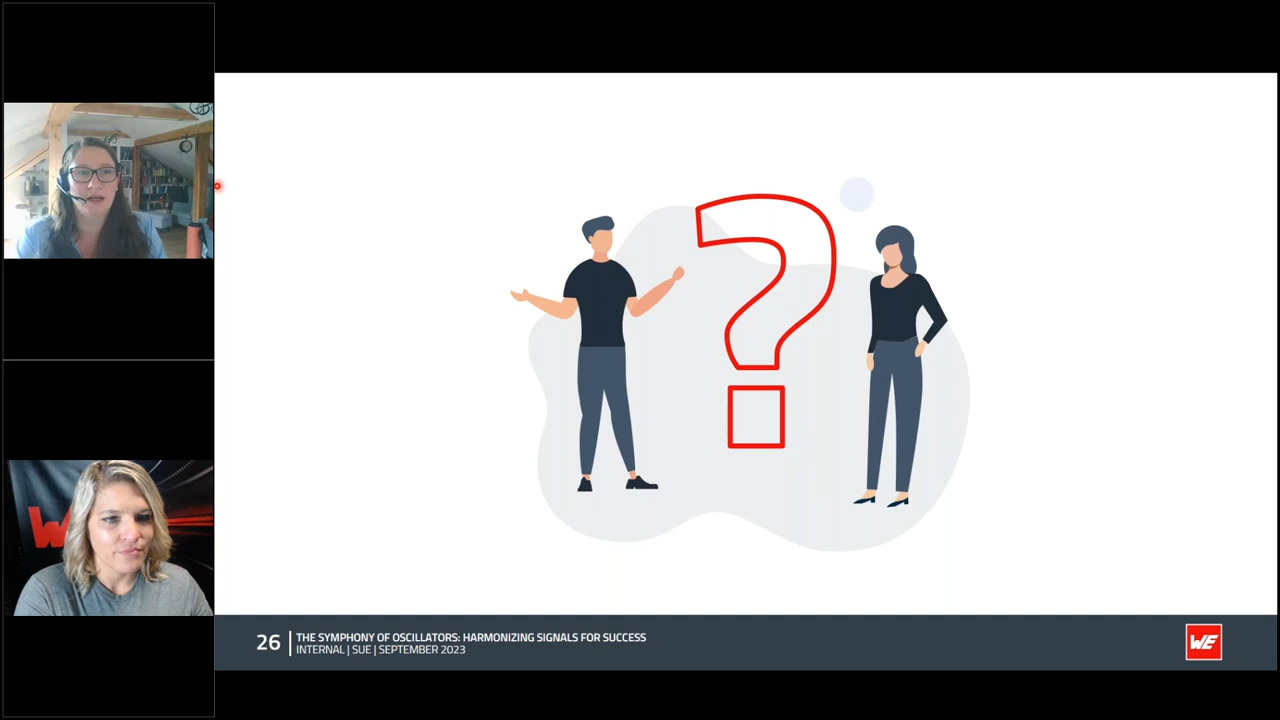 ?
26
THE SYMPHONY OF OSCILLATORS: HARMONIZING SIGNALS FOR SUCCESS
INTERNAL | SUE | SEPTEMBER 2023
WE
W